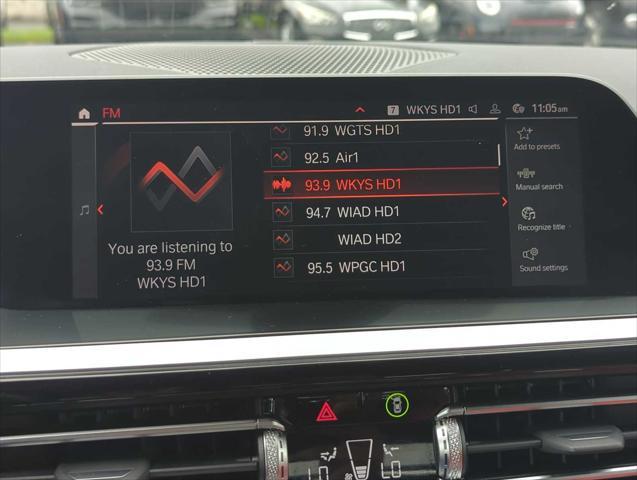 FM
7 WKYS HD1
11:05 am
91.9 WGTS HD1
92.5 Air1
93.9 WKYS HD1
94.7 WIAD HD1
WIAD HD2
95.5 WPGC HD1
You are listening to
93.9 FM
WKYS HD1
Add to presets
Manual search
Recognize title
Sound settings
LO
LO